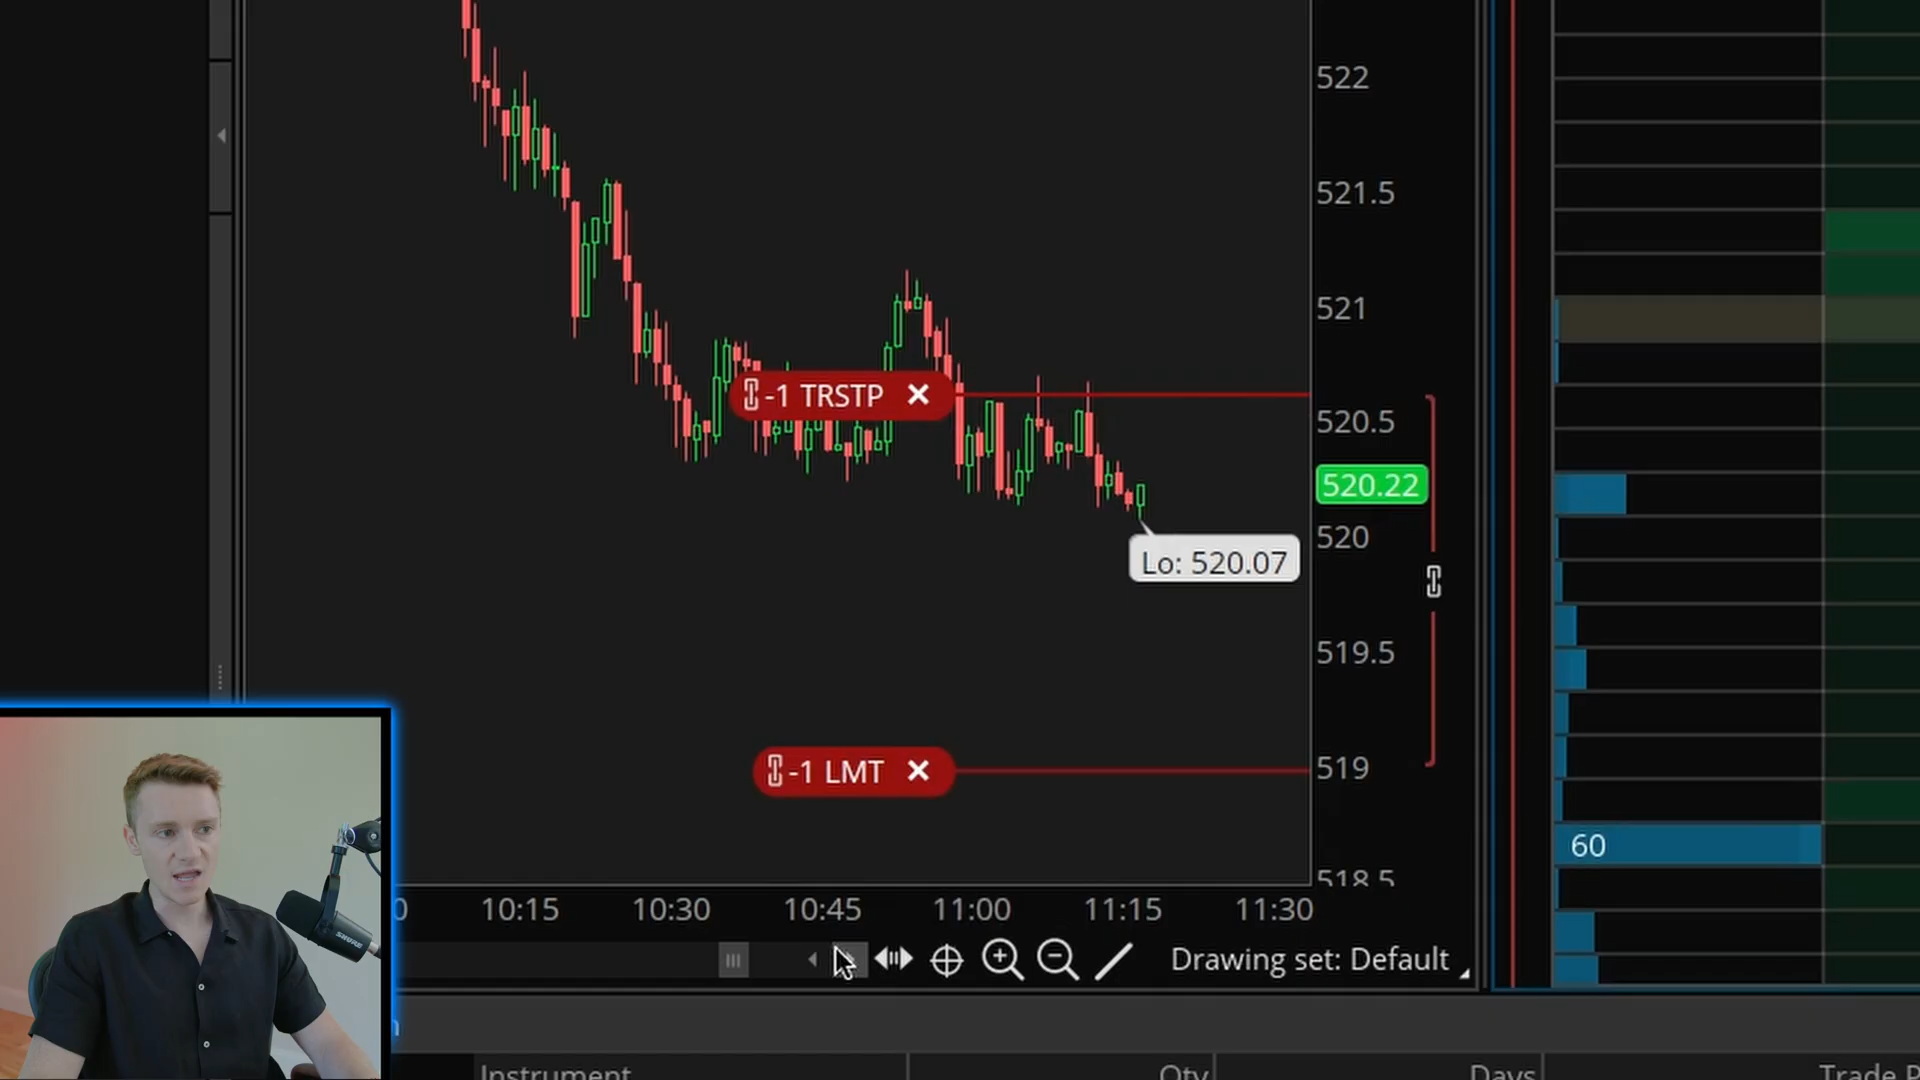 522
521.5
521
-1 TRSTP
520.5
520.22
520
Lo: 520.07
519.5
-1 LMT
519
518.5
60
0 10:15 10:30 10:45 11:00 11:15 11:30
Drawing set: Default
Instrument Qty Days Trade P